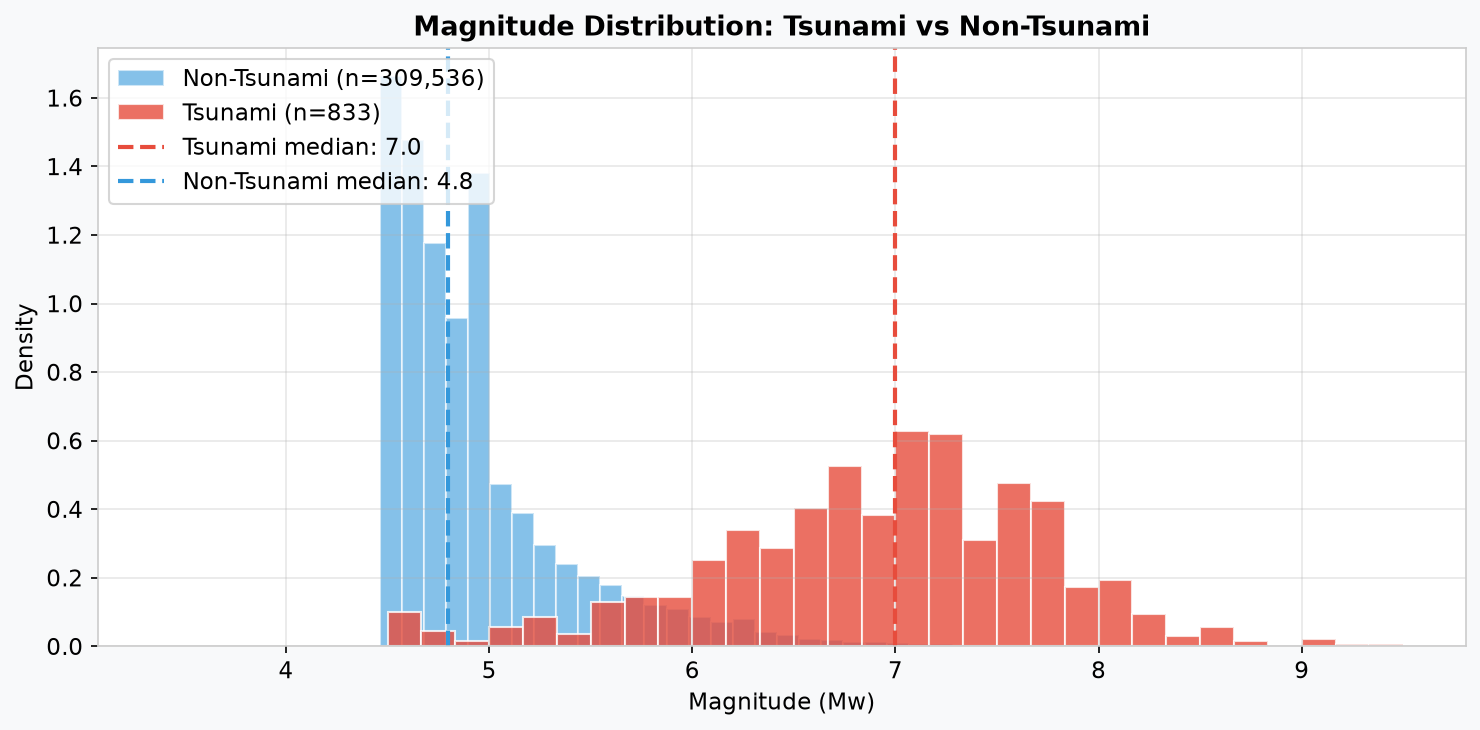 Magnitude Distribution: Tsunami vs Non-Tsunami
Non-Tsunami (n=309,536)
Tsunami (n=833)
Tsunami median: 7.0
Non-Tsunami median: 4.8
Density
1.6
1.4
1.2
1.0
0.8
0.6
0.4
0.2
0.0
4 5 6 7 8 9
Magnitude (Mw)